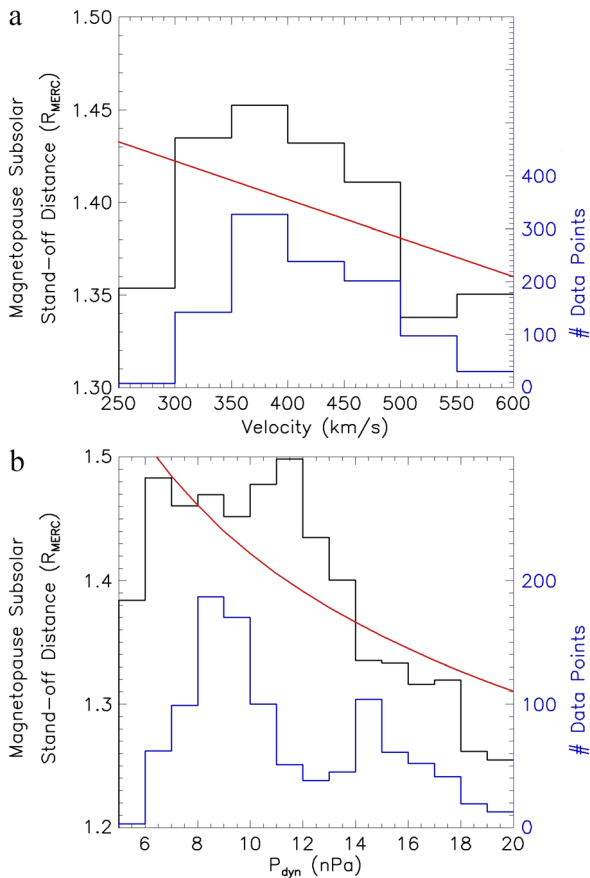 a
1.50
1.45
1.40
1.35
1.30
Magnetopause Subsolar
Stand-off Distance (RMERC)
400
300
200
100
0
# Data Points
250 300 350 400 450 500 550 600
Velocity (km/s)
b
1.5
1.4
1.3
1.2
Magnetopause Subsolar
Stand-off Distance (RMERC)
200
100
0
# Data Points
6 8 10 12 14 16 18 20
Pdyn (nPa)